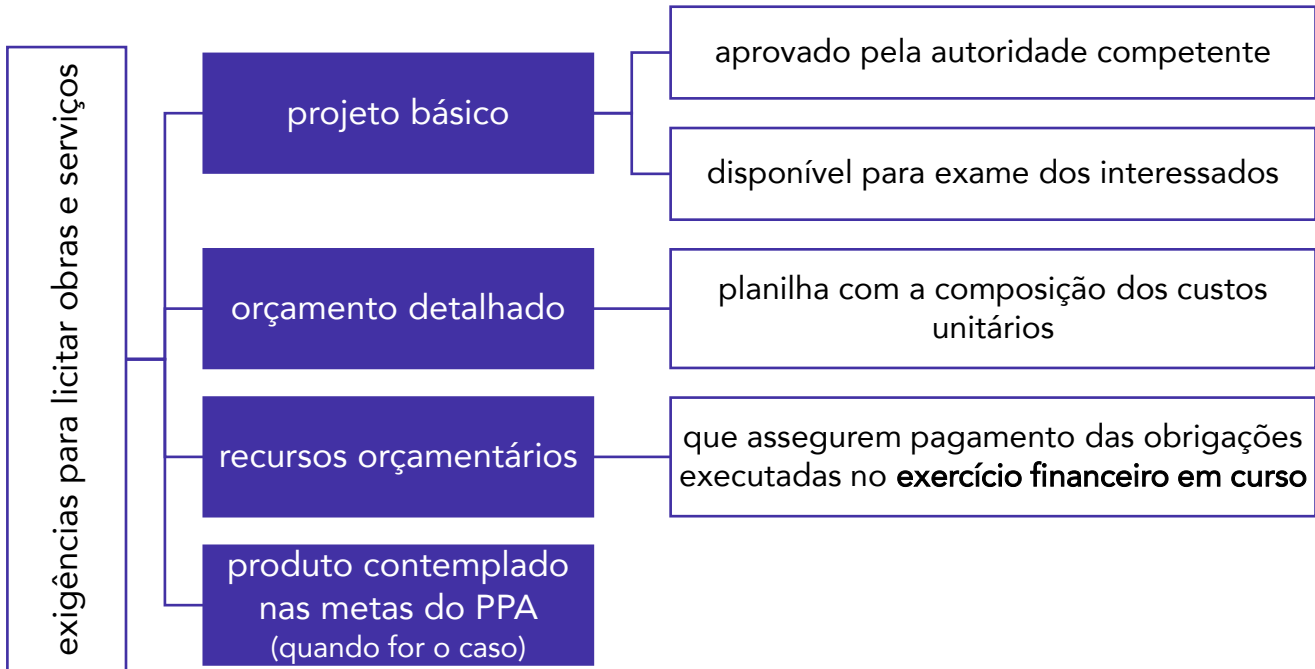 exigências para licitar obras e serviços
projeto básico
aprovado pela autoridade competente
disponível para exame dos interessados
orçamento detalhado
planilha com a composição dos custos
unitários
recursos orçamentários
que assegurem pagamento das obrigações
executadas no exercício financeiro em curso
produto contemplado
nas metas do PPA
(quando for o caso)